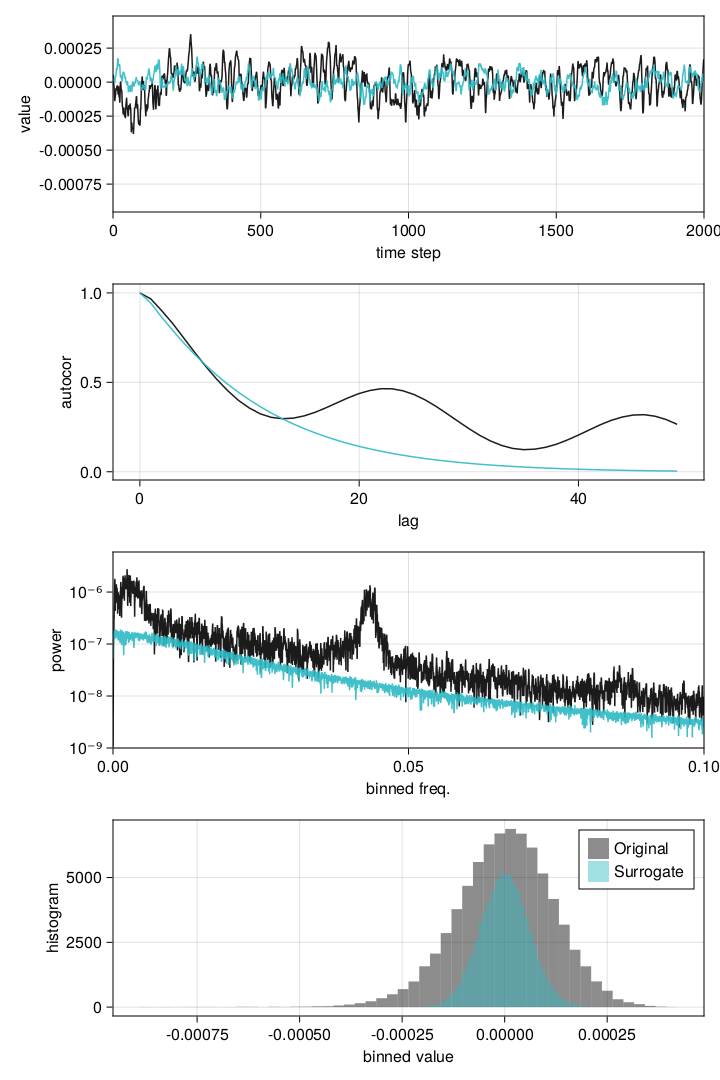 value
0.00025
0.00000
-0.00025
-0.00050
-0.00075
0 500 1000 1500 2000
time step
autocor
1.0
0.5
0.0
0 20 40
lag
power
10⁻⁶
10⁻⁷
10⁻⁸
10⁻⁹
0.00 0.05 0.10
binned freq.
histogram
5000
2500
0
Original
Surrogate
-0.00075 -0.00050 -0.00025 0.00000 0.00025
binned value